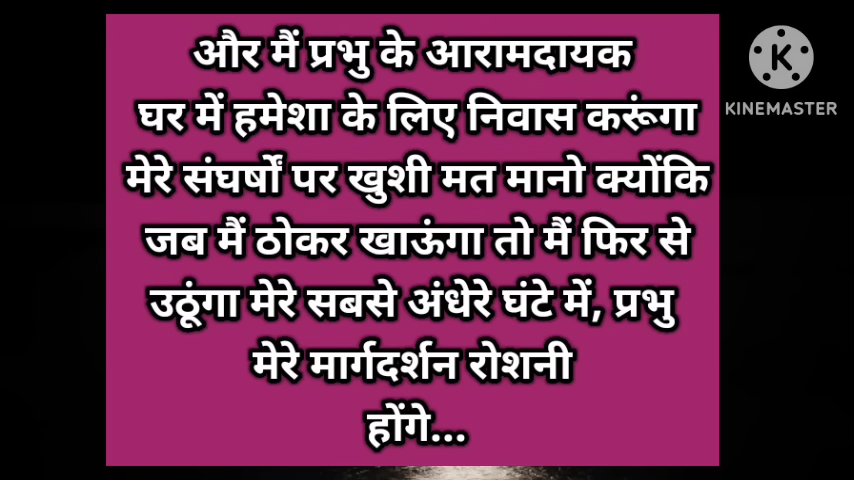 और मैं प्रभु के आरामदायक
घर में हमेशा के लिए निवास करूंगा
मेरे संघर्षों पर खुशी मत मानो क्योंकि
जब मैं ठोकर खाऊंगा तो मैं फिर से
उठूंगा मेरे सबसे अंधेरे घंटे में, प्रभु
मेरे मार्गदर्शन रोशनी
होंगे...
K
KINEMASTER